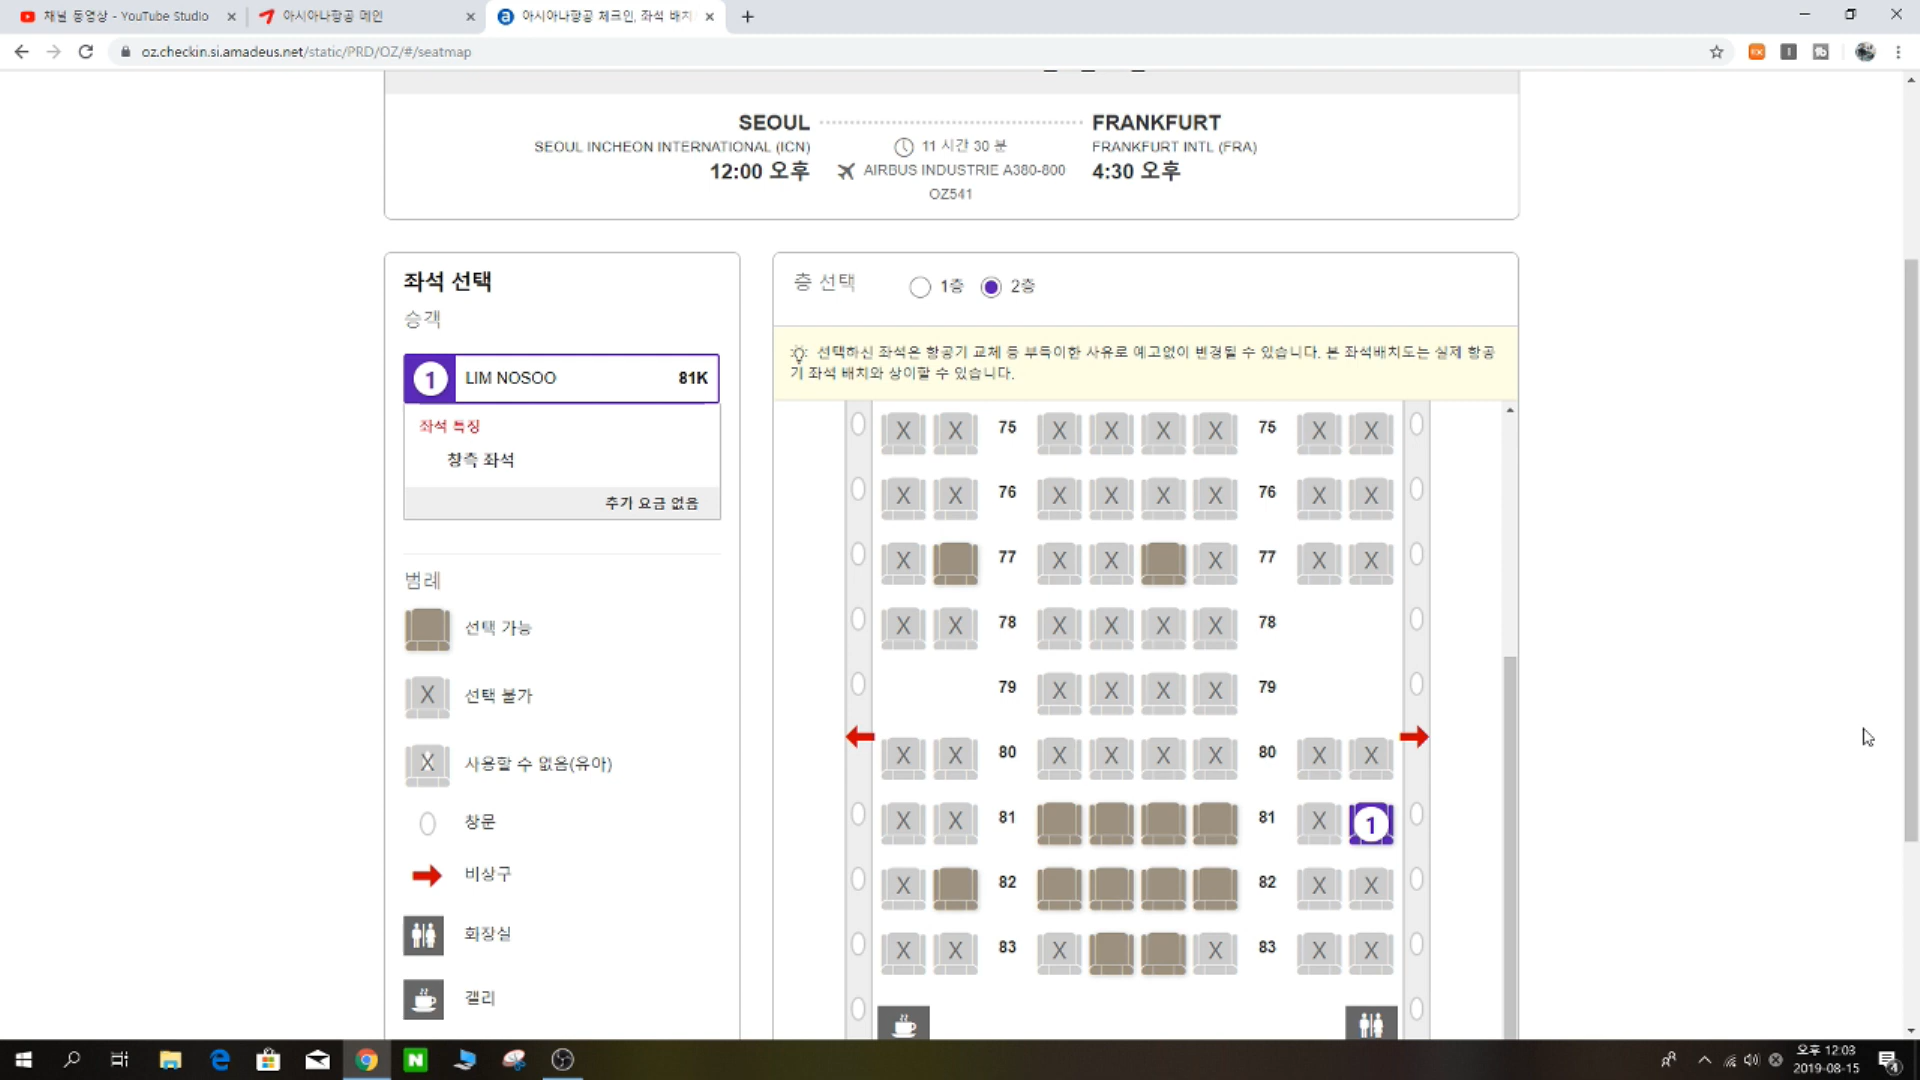 채널 동영상 - YouTube Studio
아시아나항공 메인
아시아나항공 체크인, 좌석 배치
oz.checkin.si.amadeus.net/static/PRD/OZ/#/seatmap
SEOUL
FRANKFURT
SEOUL INCHEON INTERNATIONAL (ICN)
11 시간 30 분
FRANKFURT INTL (FRA)
12:00 오후
AIRBUS INDUSTRIE A380-800
4:30 오후
OZ541
좌석 선택
승객
1 LIM NOSOO 81K
좌석 특징
창측 좌석
추가 요금 없음
범례
선택 가능
X 선택 불가
X 사용할 수 없음(유아)
창문
비상구
화장실
갤리
층 선택 1층 2층
선택하신 좌석은 항공기 교체 등 부득이한 사유로 예고없이 변경될 수 있습니다. 본 좌석배치도는 실제 항공
기 좌석 배치와 상이할 수 있습니다.
X X 75 X X X X 75 X X
X X 76 X X X X 76 X X
X 77 X X X 77 X X
X X 78 X X X X 78
79 X X X X 79
X X 80 X X X X 80 X X
X X 81 81 X 1
X 82 82 X X
X X 83 X X 83 X X
오후 12:03
2019-08-15
4